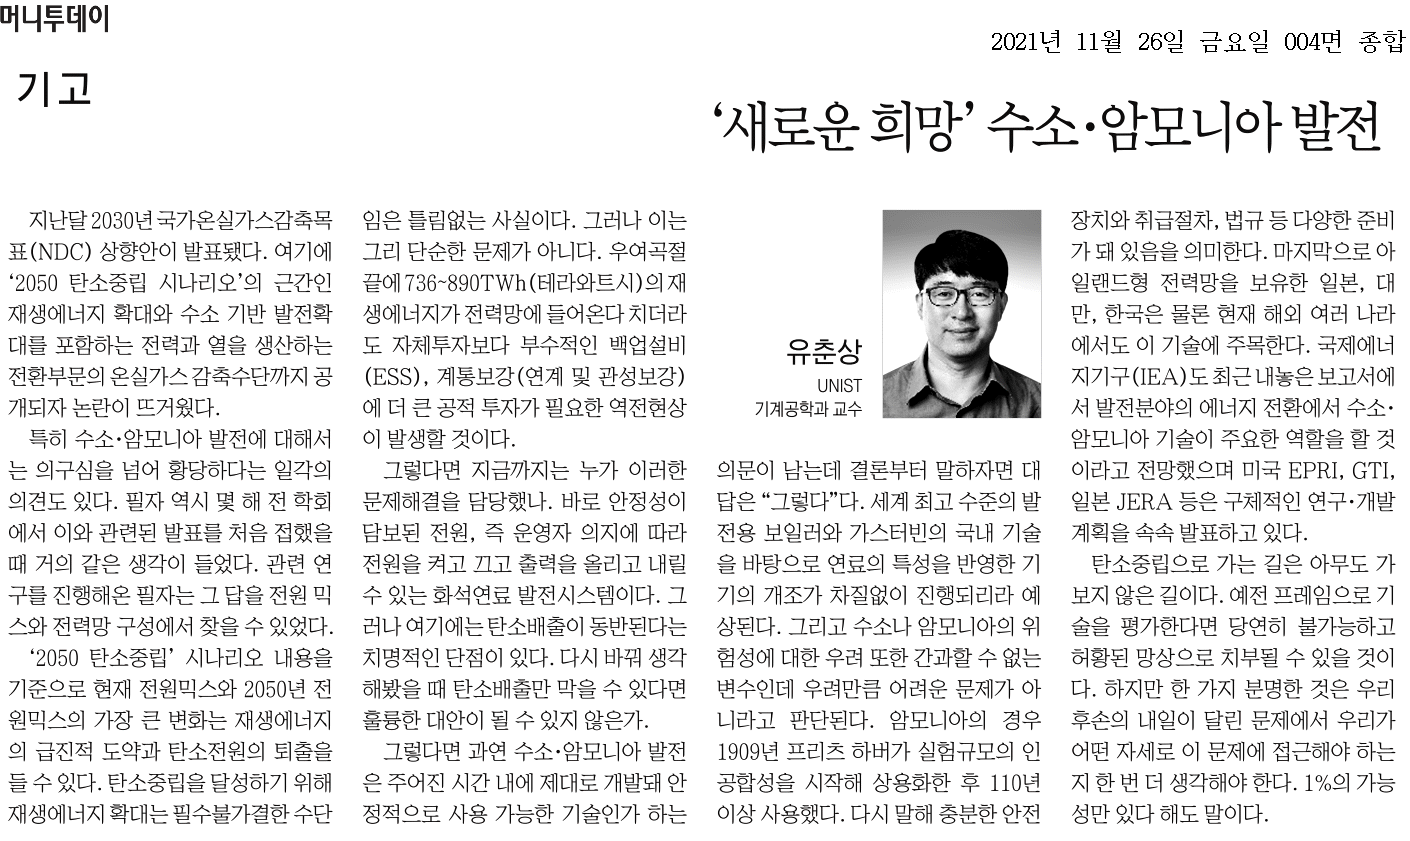 머니투데이
2021년 11월 26일 금요일 004면 종합
기고
‘새로운 희망’ 수소·암모니아 발전
지난달 2030년 국가온실가스감축목
표(NDC) 상향안이 발표됐다. 여기에
‘2050 탄소중립 시나리오’의 근간인
재생에너지 확대와 수소 기반 발전확
대를 포함하는 전력과 열을 생산하는
전환부문의 온실가스 감축수단까지 공
개되자 논란이 뜨거웠다.
특히 수소·암모니아 발전에 대해서
는 의구심을 넘어 황당하다는 일각의
의견도 있다. 필자 역시 몇 해 전 학회
에서 이와 관련된 발표를 처음 접했을
때 거의 같은 생각이 들었다. 관련 연
구를 진행해온 필자는 그 답을 전원 믹
스와 전력망 구성에서 찾을 수 있었다.
‘2050 탄소중립’ 시나리오 내용을
기준으로 현재 전원믹스와 2050년 전
원믹스의 가장 큰 변화는 재생에너지
의 급진적 도약과 탄소전원의 퇴출을
들 수 있다. 탄소중립을 달성하기 위해
재생에너지 확대는 필수불가결한 수단
임은 틀림없는 사실이다. 그러나 이는
그리 단순한 문제가 아니다. 우여곡절
끝에 736~890TWh(테라와트시)의 재
생에너지가 전력망에 들어온다 치더라
도 자체투자보다 부수적인 백업설비
(ESS), 계통보강(연계 및 관성보강)
에 더 큰 공적 투자가 필요한 역전현상
이 발생할 것이다.
그렇다면 지금까지는 누가 이러한
문제해결을 담당했나. 바로 안정성이
담보된 전원, 즉 운영자 의지에 따라
전원을 켜고 끄고 출력을 올리고 내릴
수 있는 화석연료 발전시스템이다. 그
러나 여기에는 탄소배출이 동반된다는
치명적인 단점이 있다. 다시 바꿔 생각
해봤을 때 탄소배출만 막을 수 있다면
훌륭한 대안이 될 수 있지 않은가.
그렇다면 과연 수소·암모니아 발전
은 주어진 시간 내에 제대로 개발돼 안
정적으로 사용 가능한 기술인가 하는
유춘상
UNIST
기계공학과 교수
의문이 남는데 결론부터 말하자면 대
답은 “그렇다”다. 세계 최고 수준의 발
전용 보일러와 가스터빈의 국내 기술
을 바탕으로 연료의 특성을 반영한 기
기의 개조가 차질없이 진행되리라 예
상된다. 그리고 수소나 암모니아의 위
험성에 대한 우려 또한 간과할 수 없는
변수인데 우려만큼 어려운 문제가 아
니라고 판단된다. 암모니아의 경우
1909년 프리츠 하버가 실험규모의 인
공합성을 시작해 상용화한 후 110년
이상 사용했다. 다시 말해 충분한 안전
장치와 취급절차, 법규 등 다양한 준비
가 돼 있음을 의미한다. 마지막으로 아
일랜드형 전력망을 보유한 일본, 대
만, 한국은 물론 현재 해외 여러 나라
에서도 이 기술에 주목한다. 국제에너
지기구(IEA)도 최근 내놓은 보고서에
서 발전분야의 에너지 전환에서 수소·
암모니아 기술이 주요한 역할을 할 것
이라고 전망했으며 미국 EPRI, GTI,
일본 JERA 등은 구체적인 연구·개발
계획을 속속 발표하고 있다.
탄소중립으로 가는 길은 아무도 가
보지 않은 길이다. 예전 프레임으로 기
술을 평가한다면 당연히 불가능하고
허황된 망상으로 치부될 수 있을 것이
다. 하지만 한 가지 분명한 것은 우리
후손의 내일이 달린 문제에서 우리가
어떤 자세로 이 문제에 접근해야 하는
지 한 번 더 생각해야 한다. 1%의 가능
성만 있다 해도 말이다.